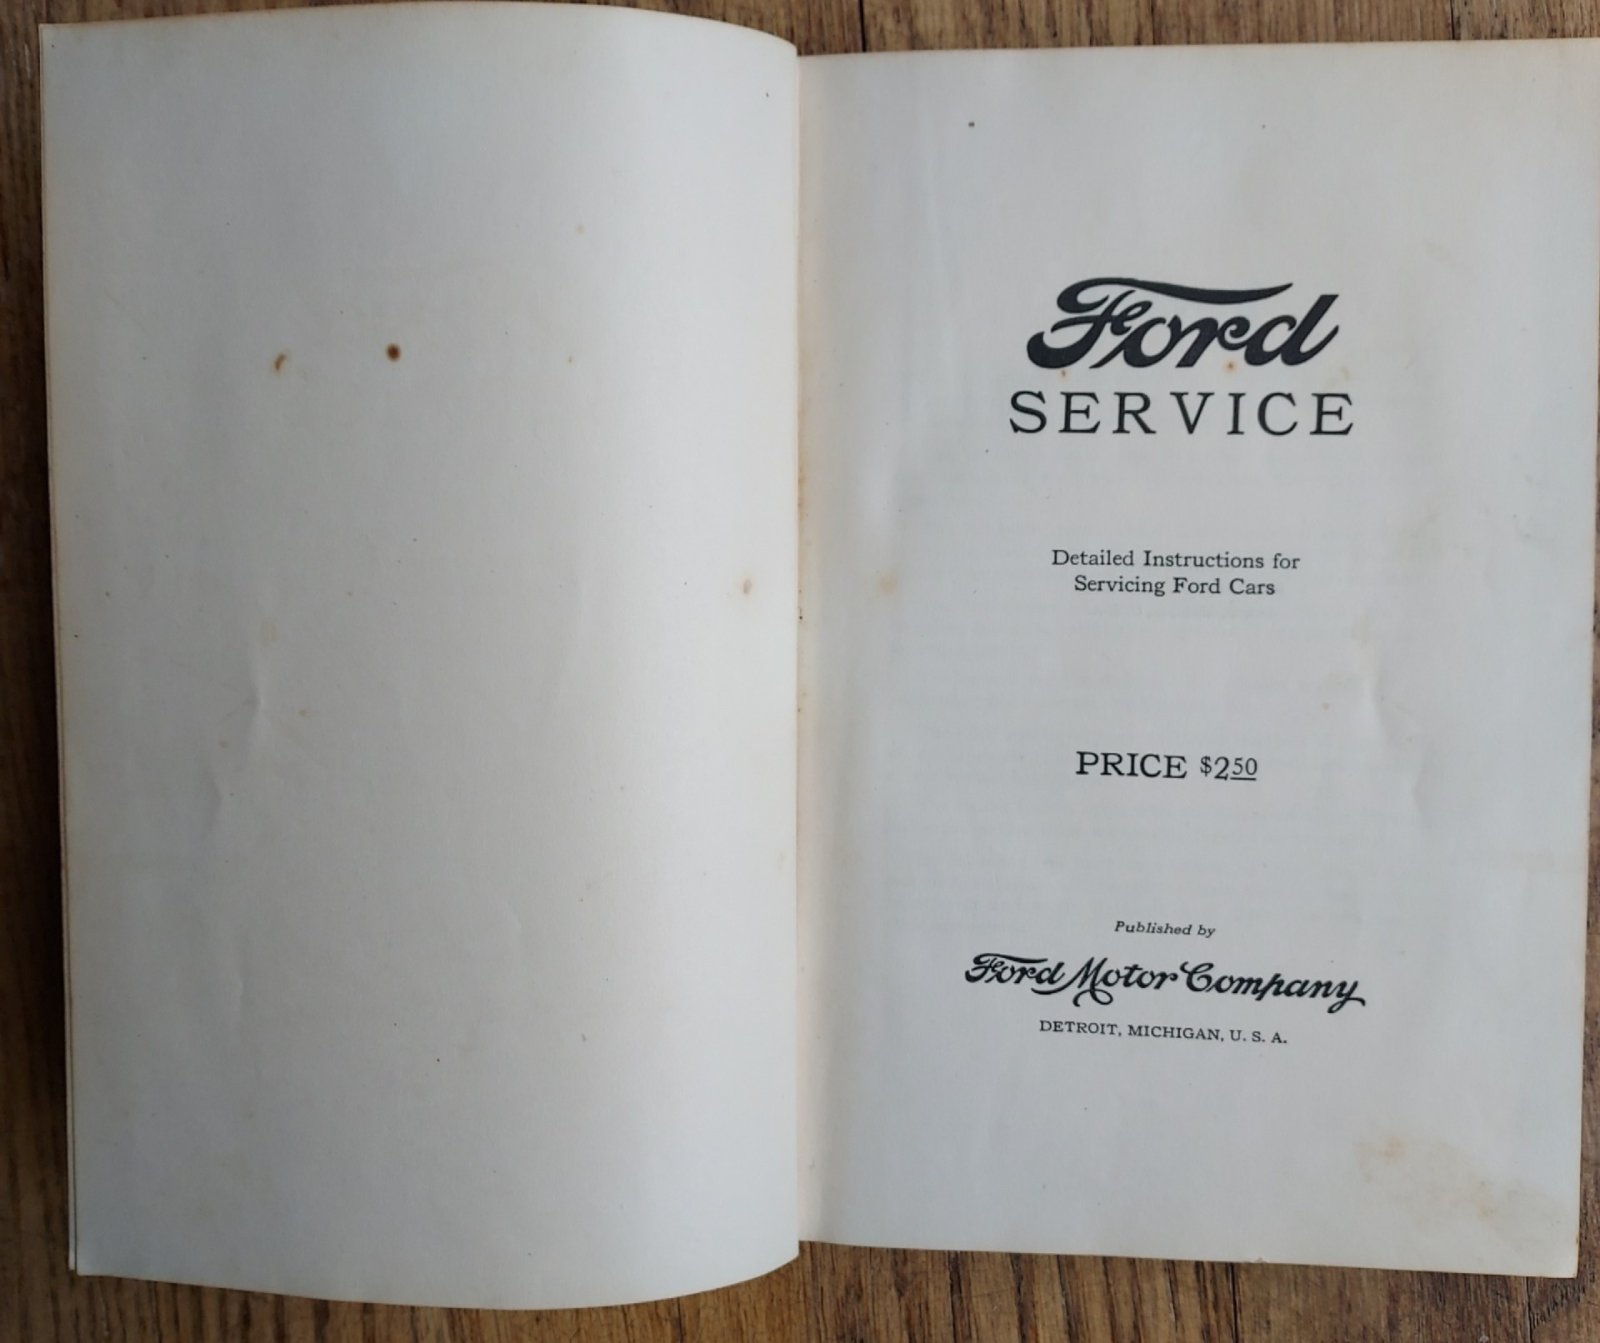 Ford
SERVICE
Detailed Instructions for
Servicing Ford Cars
PRICE $2 50
Published by
Ford Motor Company
DETROIT, MICHIGAN, U. S. A.